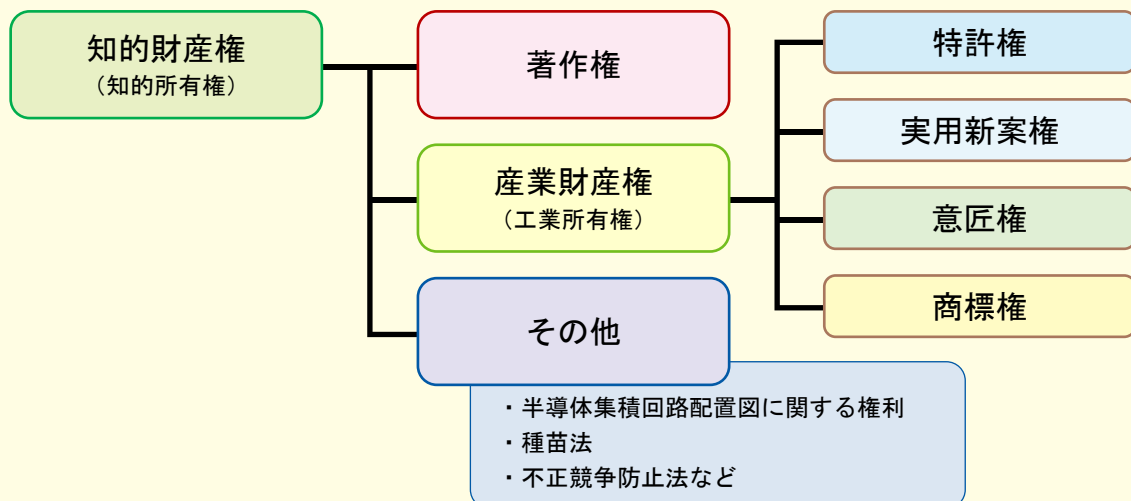 知的財産権
（知的所有権）
著作権
産業財産権
（工業所有権）
その他
・半導体集積回路配置図に関する権利
・種苗法
・不正競争防止法など
特許権
実用新案権
意匠権
商標権